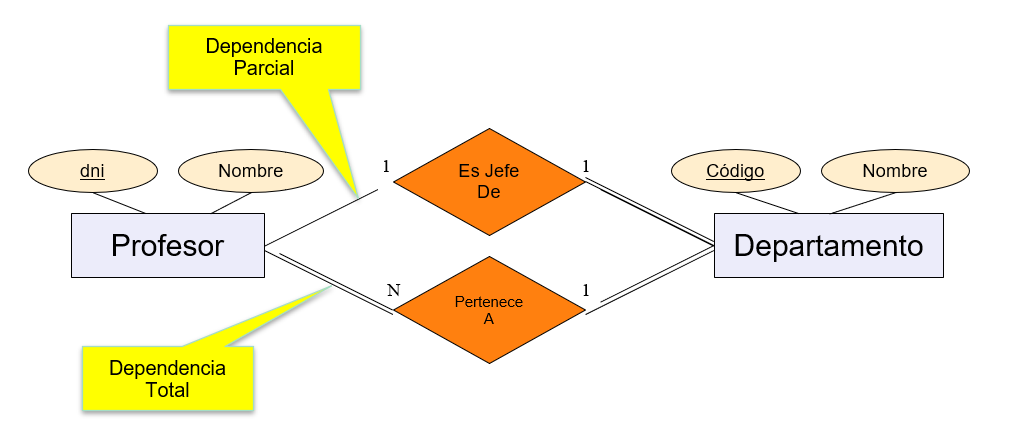 Dependencia
Parcial
dni
Nombre
1
Es Jefe
De
1
Código
Nombre
Profesor
Departamento
N
Pertenece
A
1
Dependencia
Total